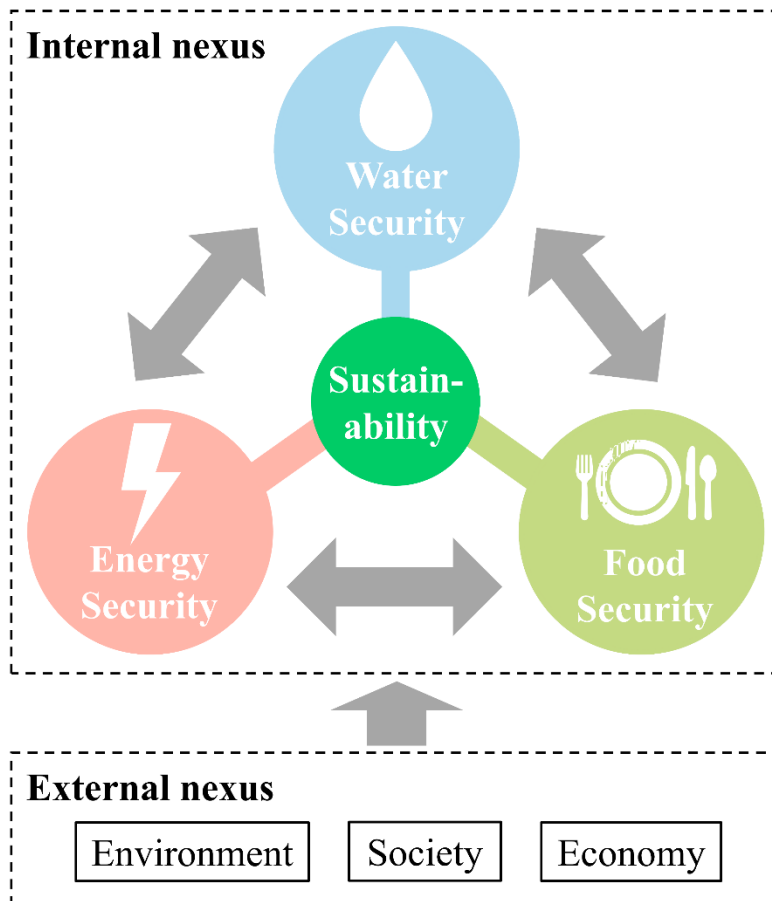 Internal nexus
Water
Security
Sustain-
ability
Energy
Security
Food
Security
External nexus
Environment
Society
Economy